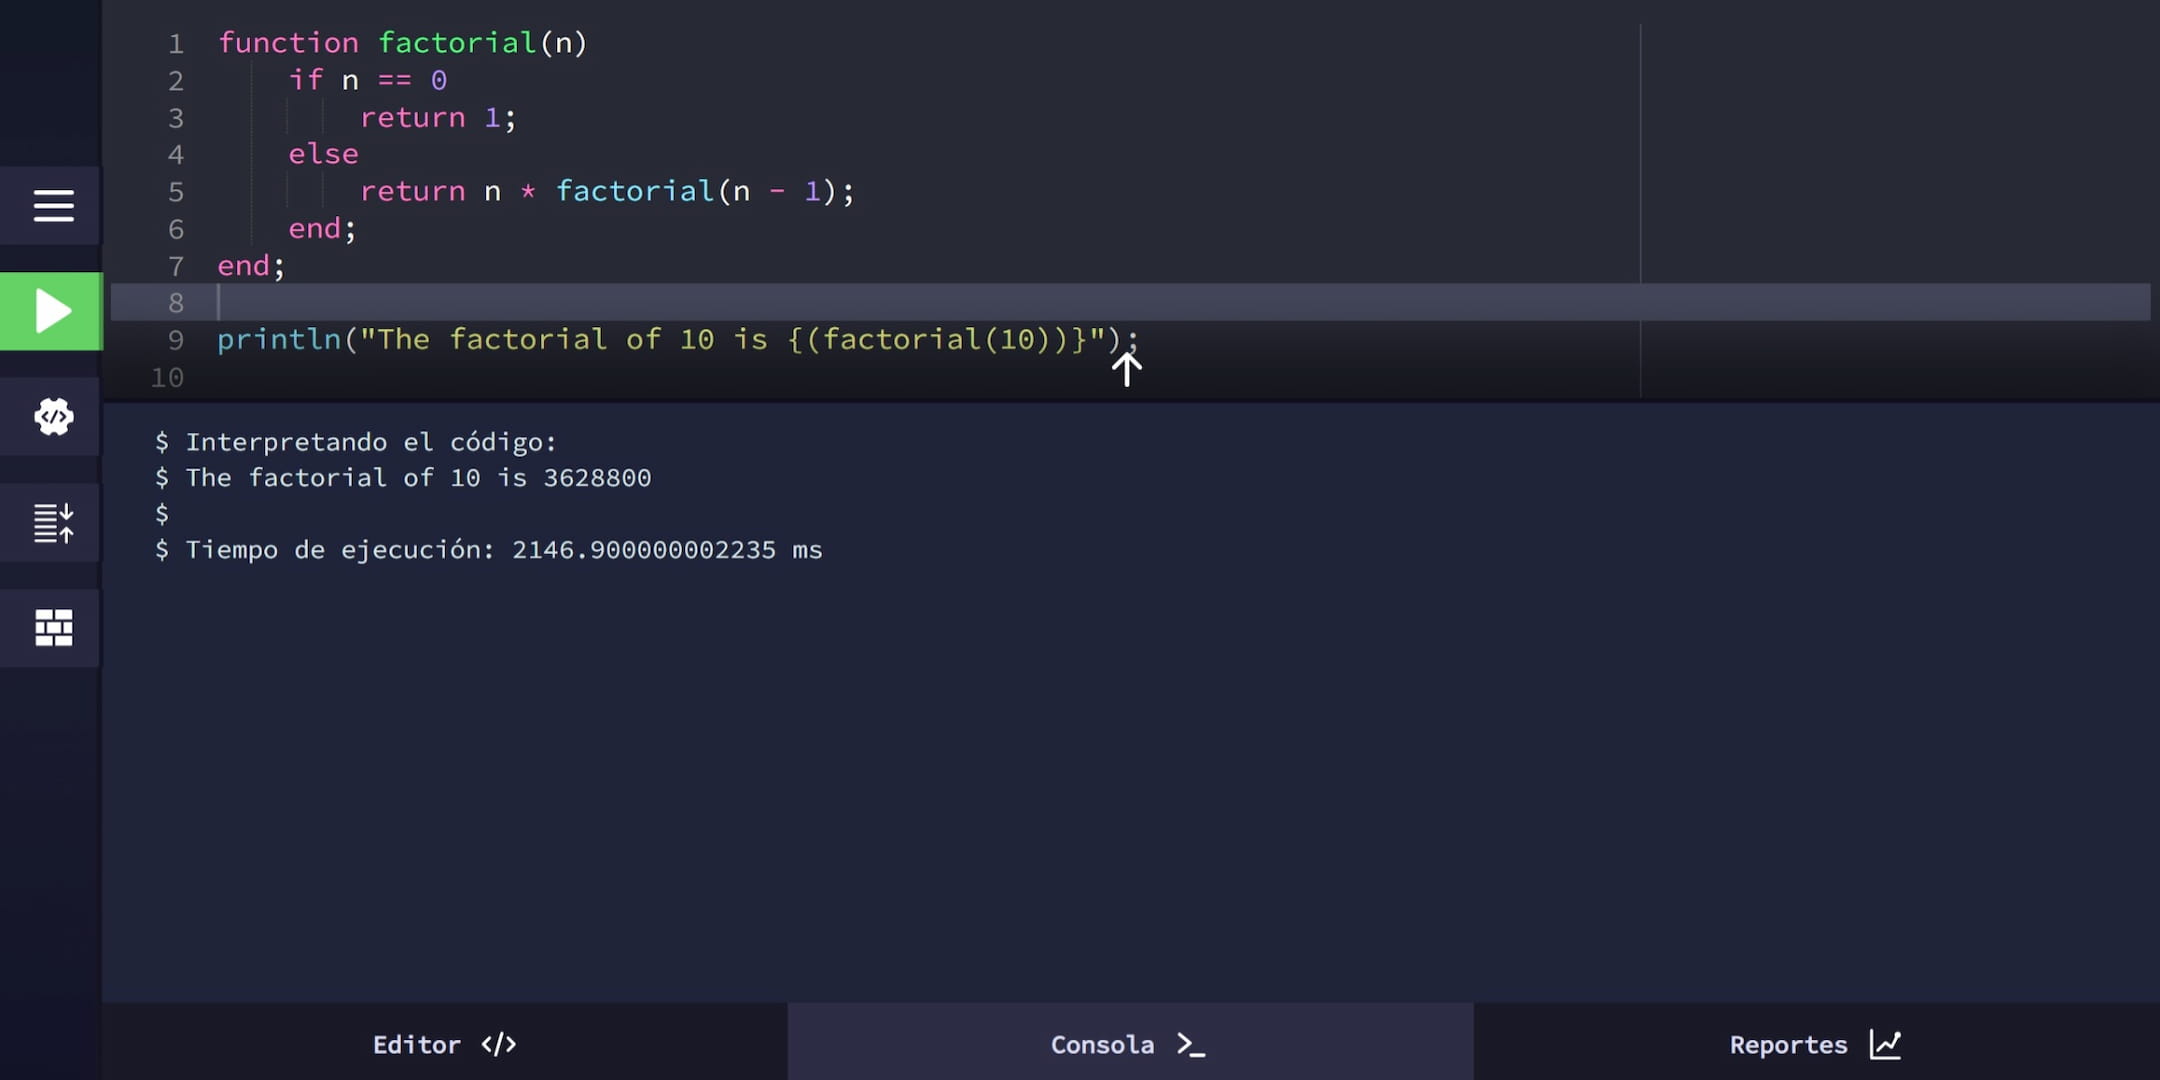 1 function factorial(n)
2 if n == 0
3 return 1;
4 else
5 return n * factorial(n - 1);
6 end;
7 end;
8
9 println("The factorial of 10 is {(factorial(10))}");
10
$ Interpretando el código:
$ The factorial of 10 is 3628800
$
$ Tiempo de ejecución: 2146.900000002235 ms
Editor </>
Consola >_
Reportes